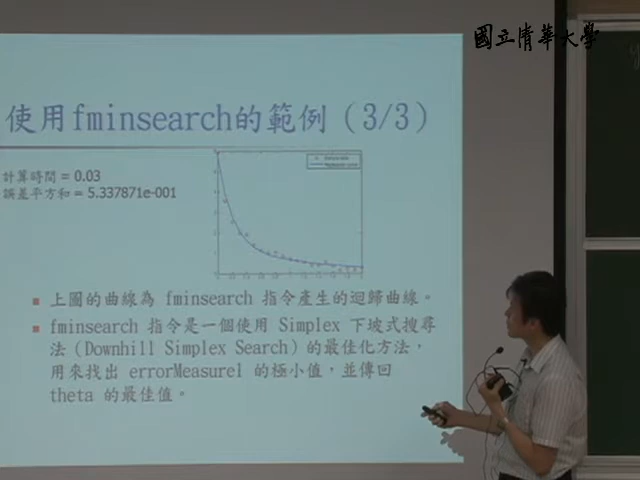 國立清華大學
使用fminsearch的範例（3/3）
計算時間 = 0.03
誤差平方和 = 5.337871e-001
上圖的曲線為 fminsearch 指令產生的迴歸曲線。
fminsearch 指令是一個使用 Simplex 下坡式搜尋
法（Downhill Simplex Search）的最佳化方法，
用來找出 errorMeasure1 的極小值，並傳回
theta 的最佳值。